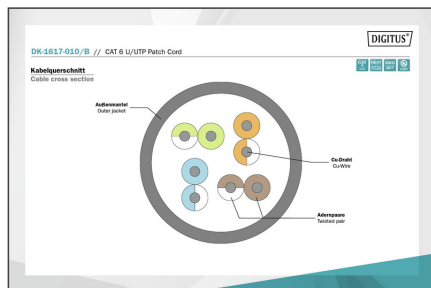 DIGITUS®
DK-1617-010/B // CAT 6 U/UTP Patch Cord
Kabelquerschnitt
Cable cross section
Außenmantel
Outer jacket
Cu-Draht
Cu-Wire
Adernpaare
Twisted pair